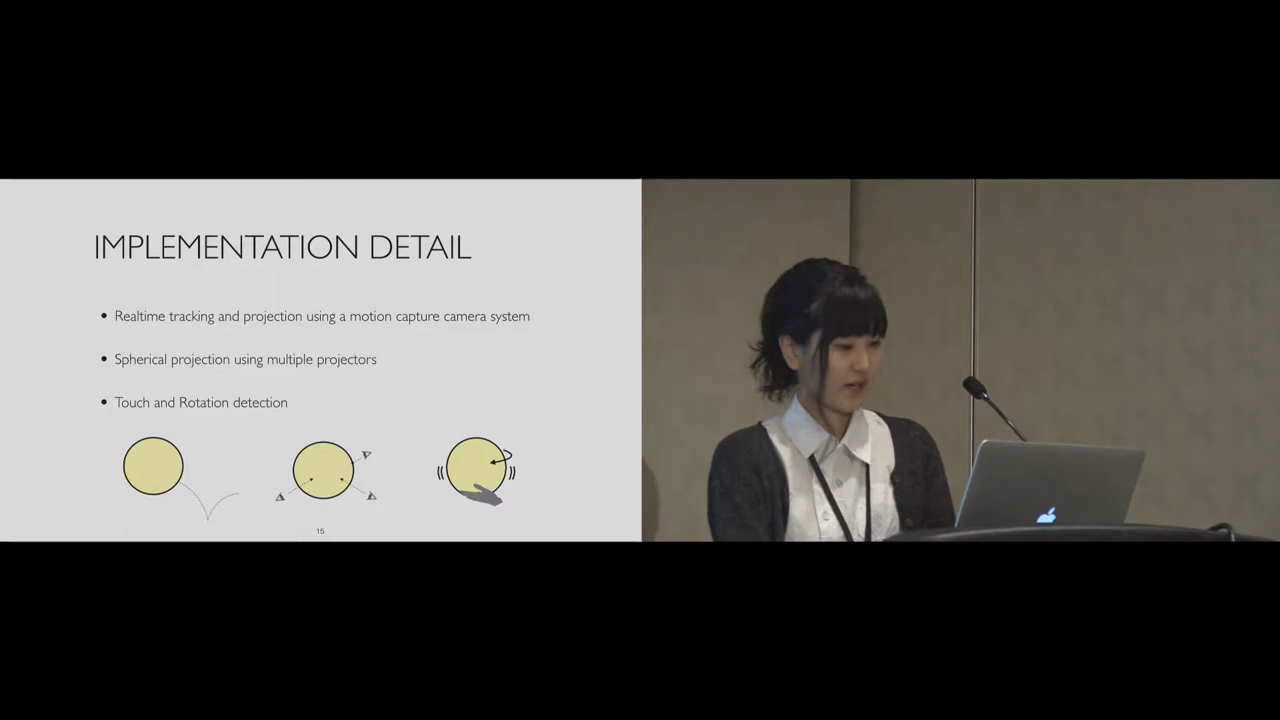 IMPLEMENTATION DETAIL
• Realtime tracking and projection using a motion capture camera system
• Spherical projection using multiple projectors
• Touch and Rotation detection
15